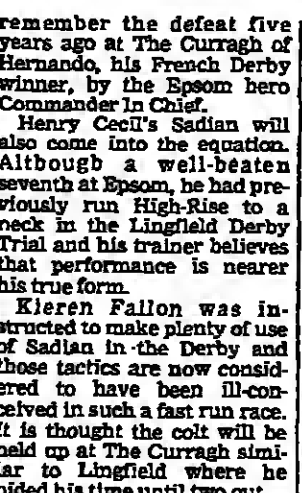 remember the defeat five
years ago at The Curragh of
Hernando, his French Derby
winner, by the Epsom hero
Commander In Chief.
Henry Cecil's Sadian will
also come into the equation.
Although a well-beaten
seventh at Epsom, he had pre-
viously run High-Rise to a
neck in the Lingfield Derby
Trial and his trainer believes
that performance is nearer
his true form.
Kieren Fallon was in-
structed to make plenty of use
of Sadian in the Derby and
those tactics are now consid-
ered to have been ill-con-
ceived in such a fast run race.
It is thought the colt will be
held up at The Curragh simi-
lar to Lingfield where he
bided his time until two out.